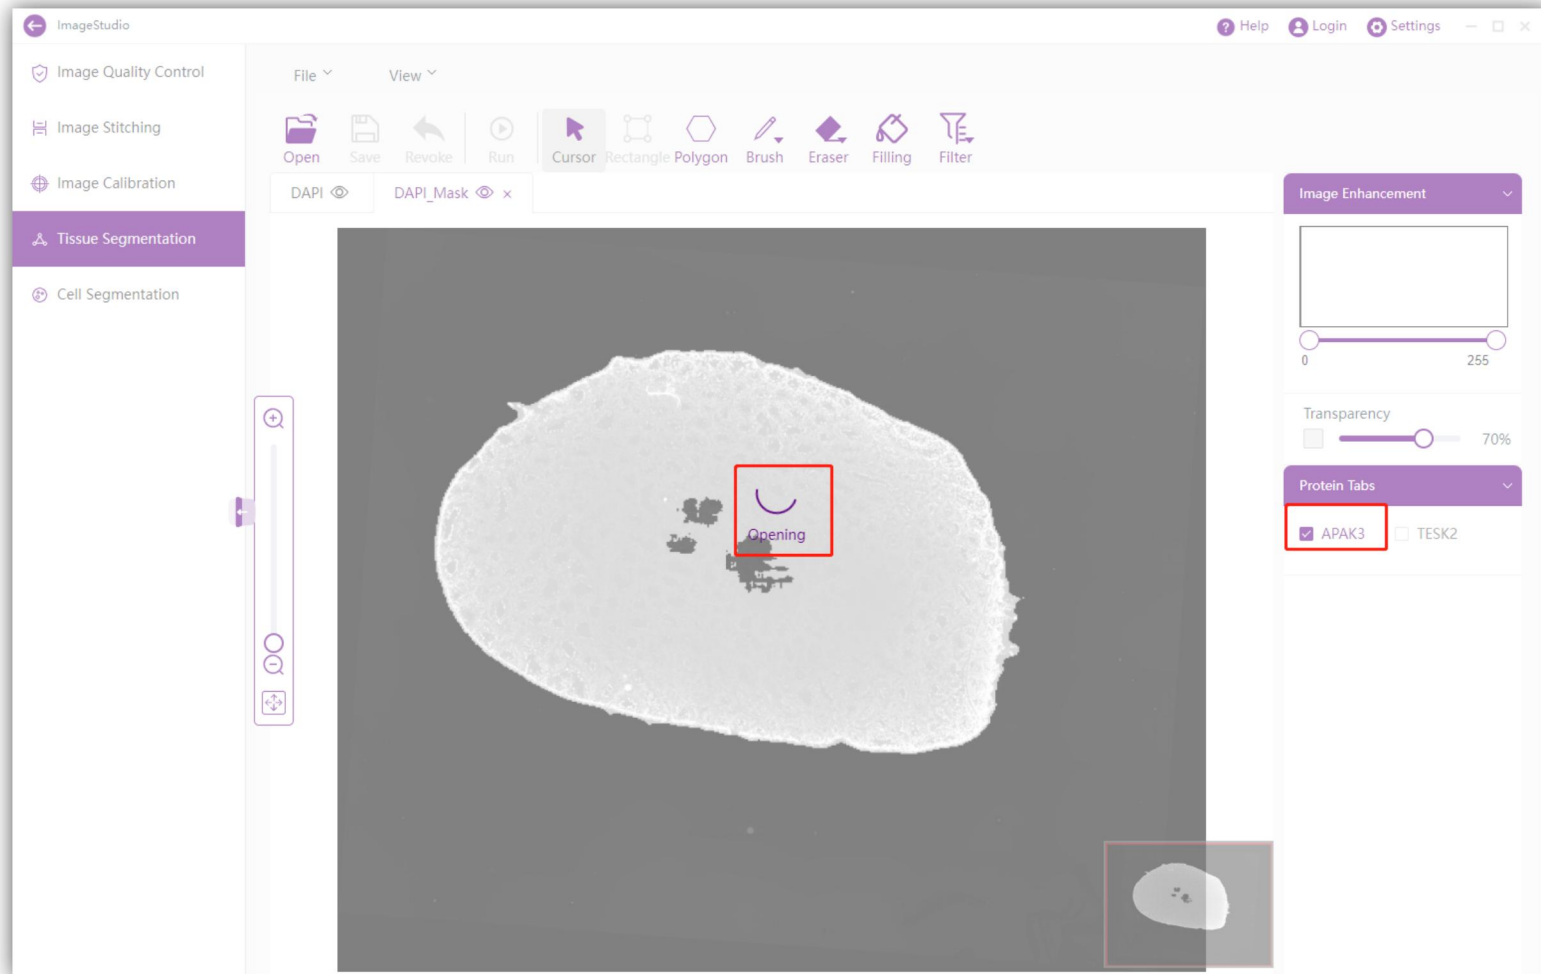 ImageStudio
Help Login Settings
Image Quality Control
Image Stitching
Image Calibration
Tissue Segmentation
Cell Segmentation
File View
Open Save Revoke Run Cursor Rectangle Polygon Brush Eraser Filling Filter
DAPI DAPI_Mask
Opening
Image Enhancement
0 255
Transparency
70%
Protein Tabs
APAK3 TESK2